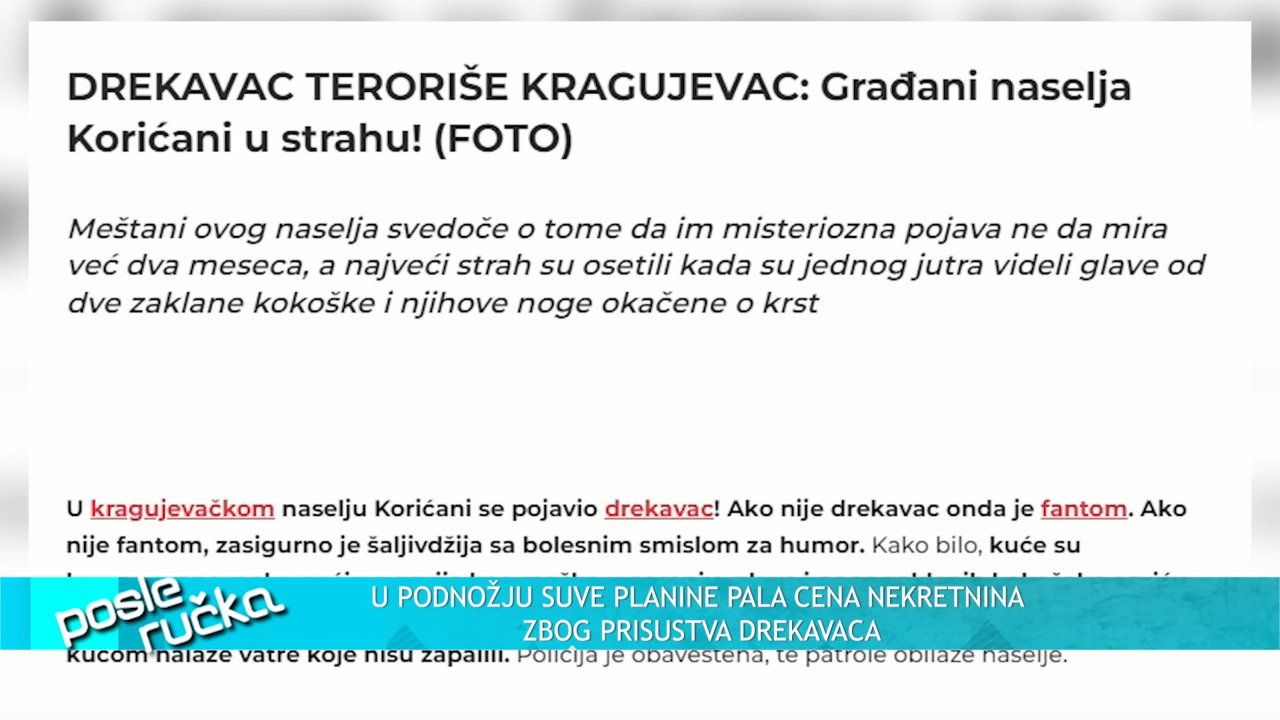 DREKAVAC TERORIŠE KRAGUJEVAC: Građani naselja
Korićani u strahu! (FOTO)
Meštani ovog naselja svedoče o tome da im misteriozna pojava ne da mira
već dva meseca, a najveći strah su osetili kada su jednog jutra videli glave od
dve zaklane kokoške i njihove noge okačene o krst
U kragujevačkom naselju Korićani se pojavio drekavac! Ako nije drekavac onda je fantom. Ako
nije fantom, zasigurno je šaljivdžija sa bolesnim smislom za humor. Kako bilo, kuće su
posle
ručka
U PODNOŽJU SUVE PLANINE PALA CENA NEKRETNINA
ZBOG PRISUSTVA DREKAVACA
kućom nalaze vatre koje nisu zapalili. Policija je obaveštena, te patrole obilaze naselje.